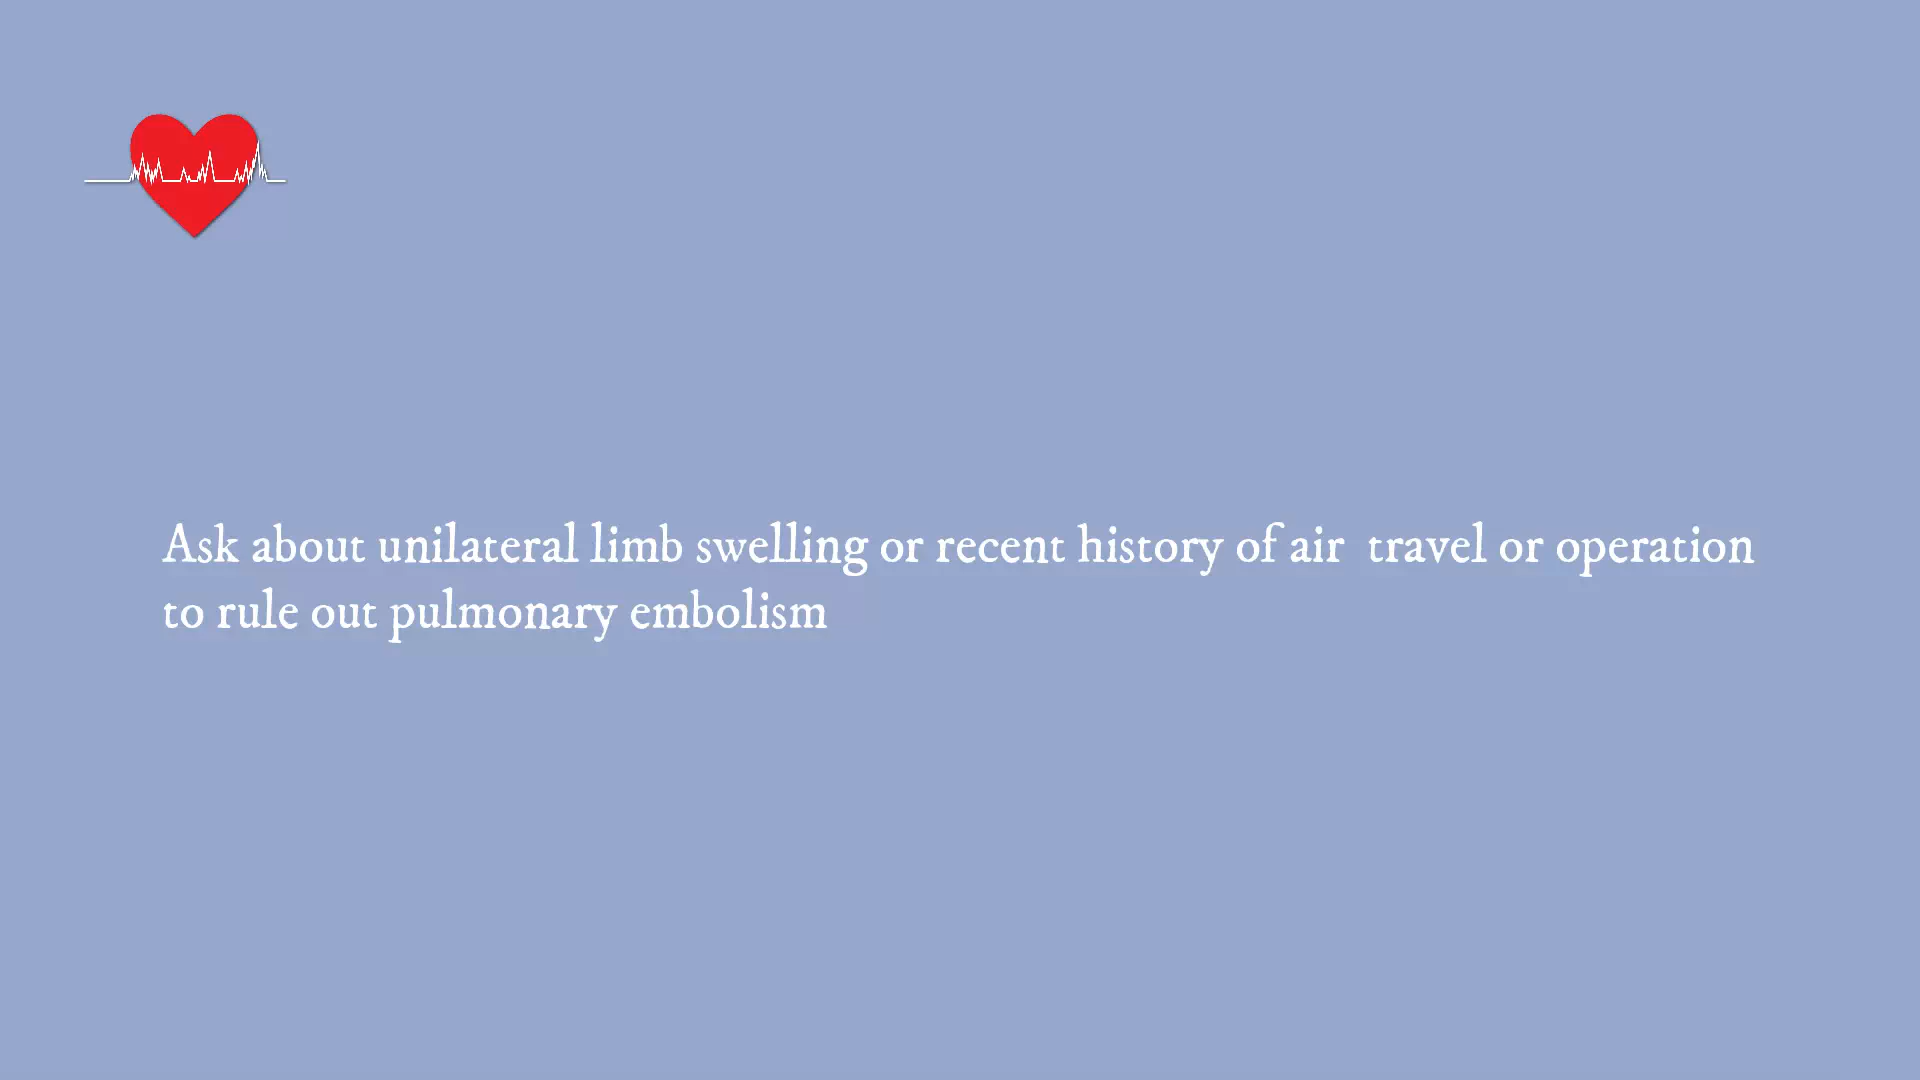 Ask about unilateral limb swelling or recent history of air  travel or operation
to rule out pulmonary embolism